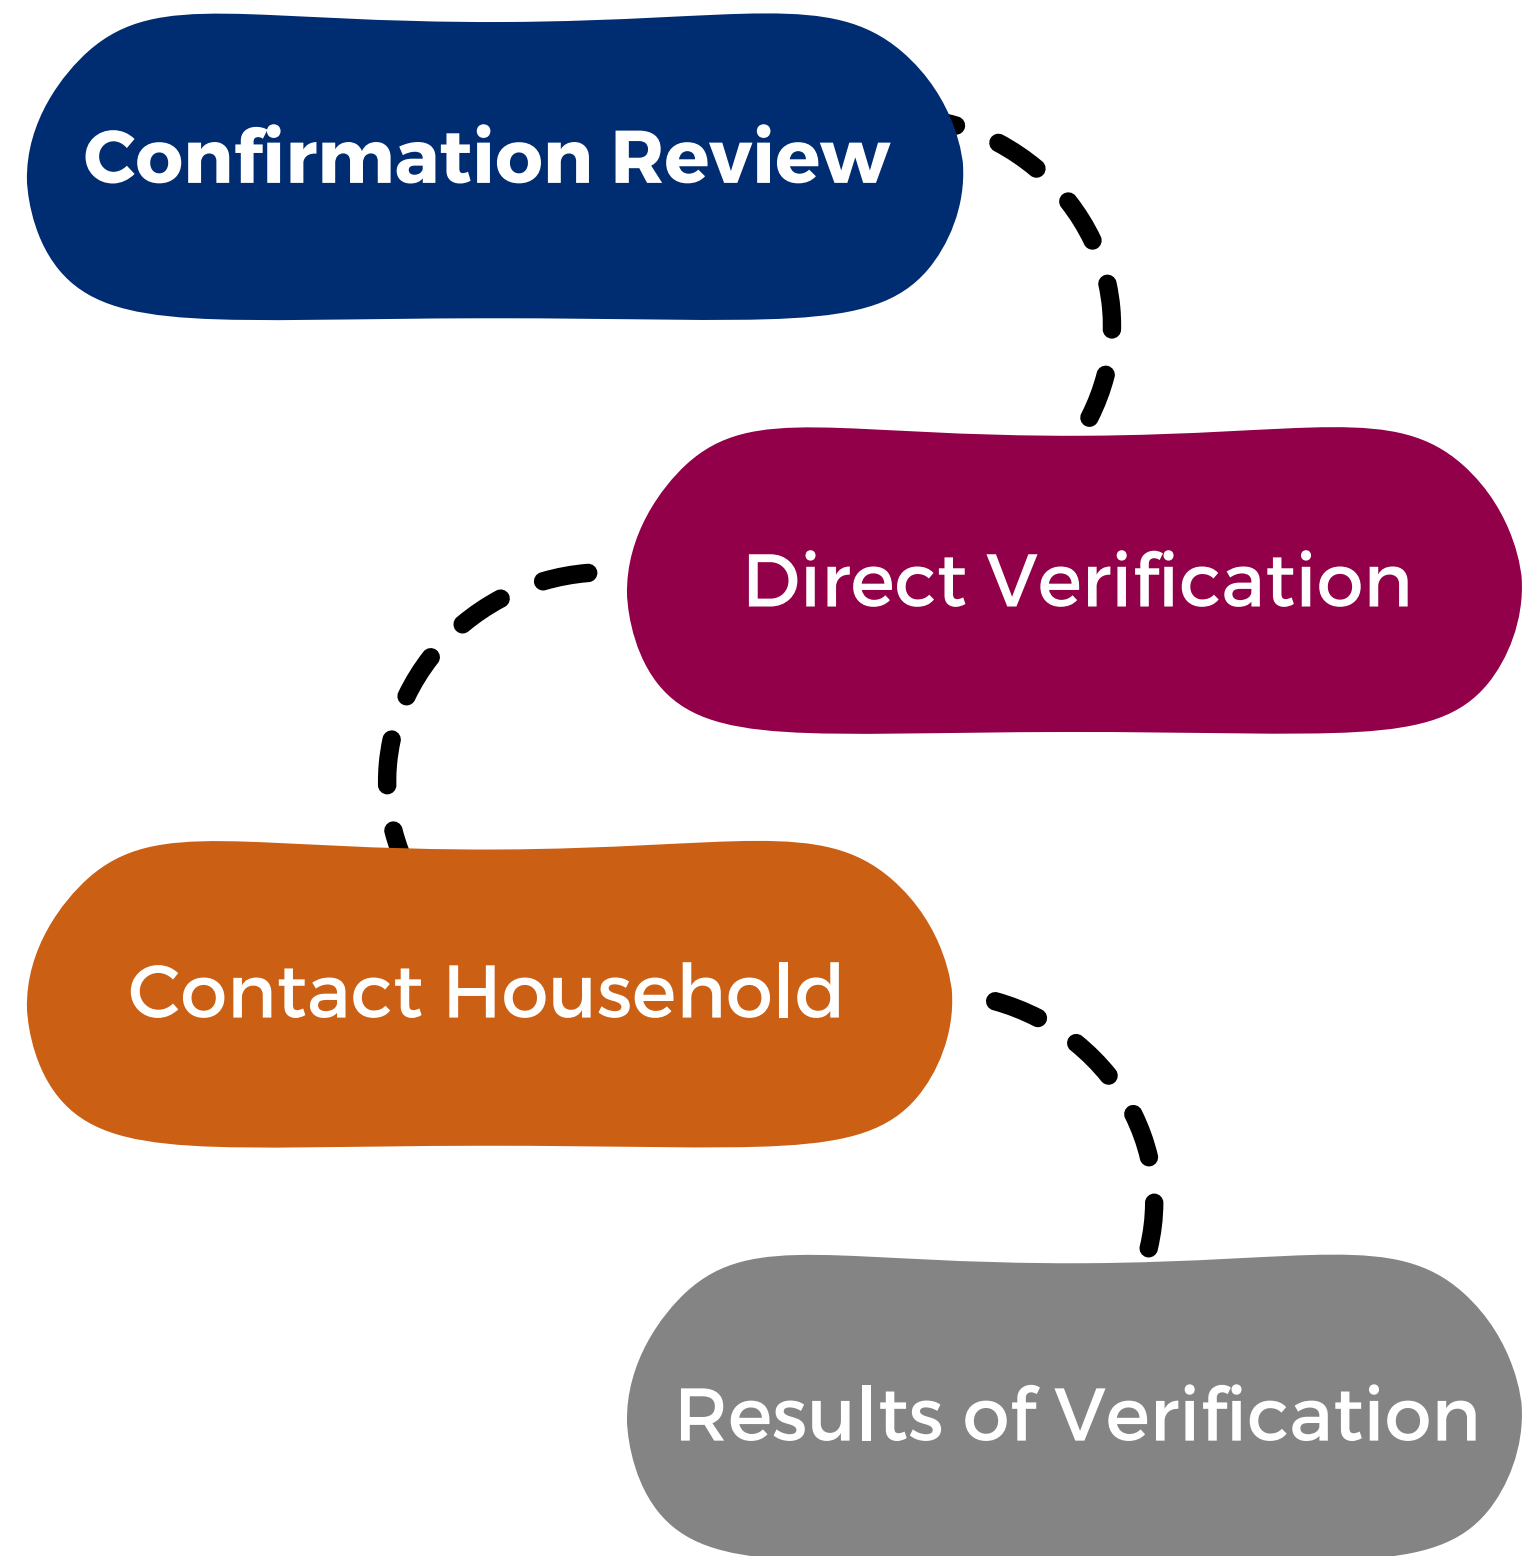 Confirmation Review
Direct Verification
Contact Household
Results of Verification